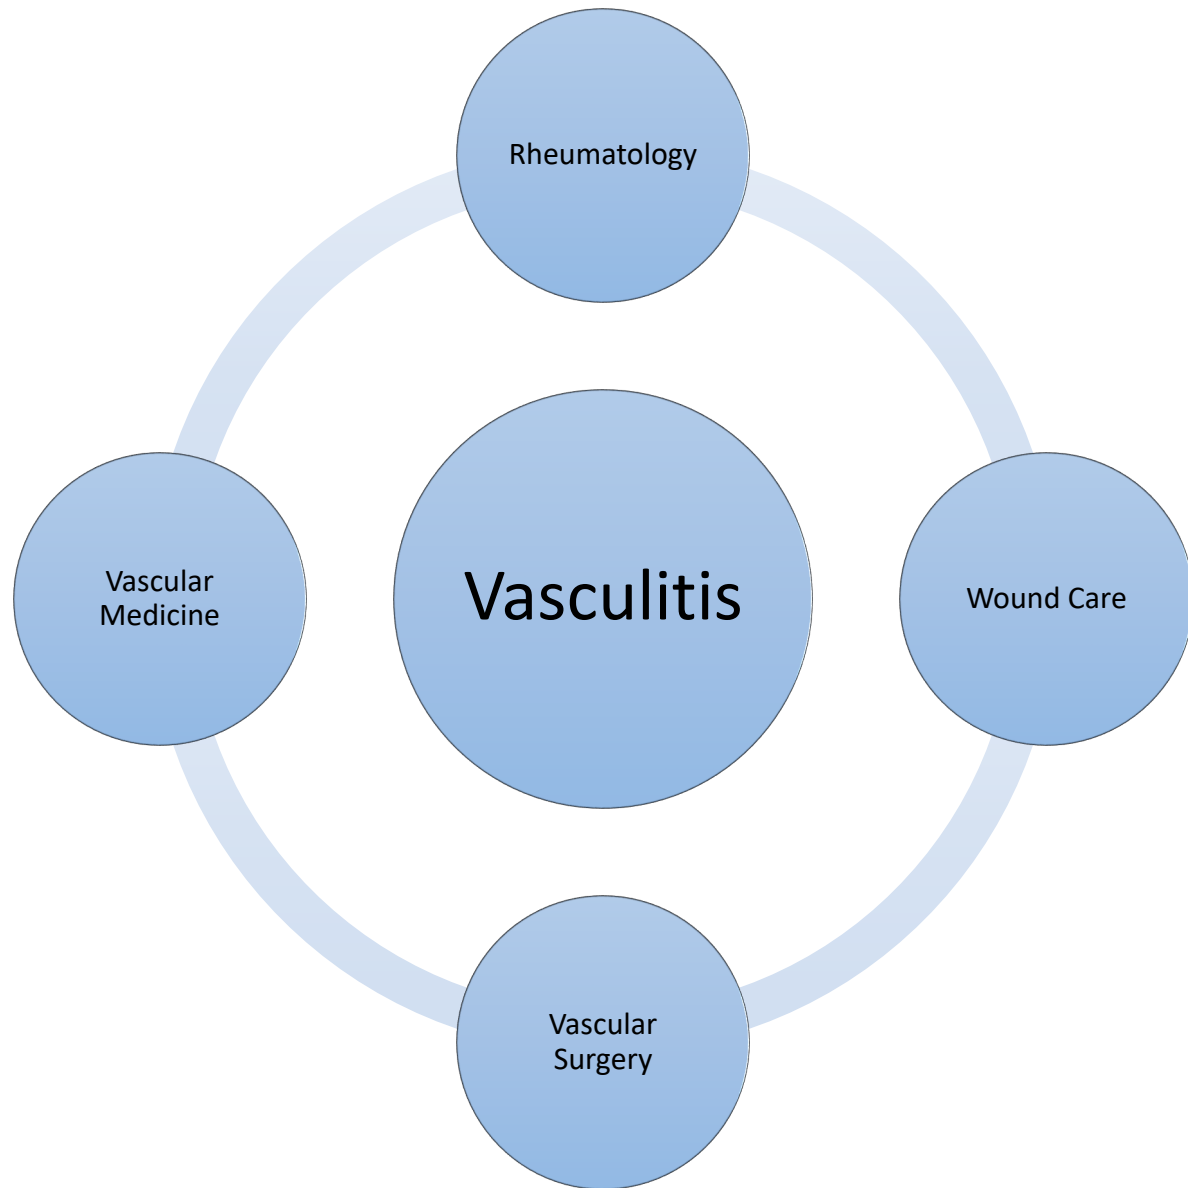 Rheumatology
Vascular
Medicine
Vasculitis
Wound Care
Vascular
Surgery